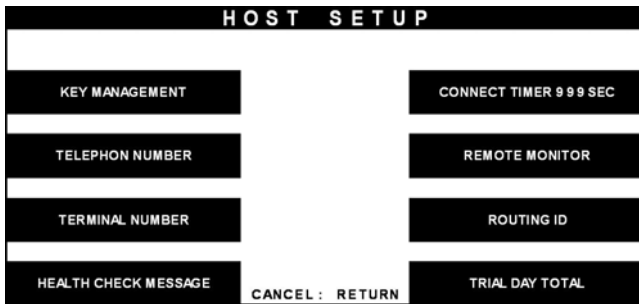 HOST SETUP
KEY MANAGEMENT
CONNECT TIMER 9 9 9 SEC
TELEPHON NUMBER
REMOTE MONITOR
TERMINAL NUMBER
ROUTING ID
HEALTH CHECK MESSAGE
CANCEL : RETURN
TRIAL DAY TOTAL